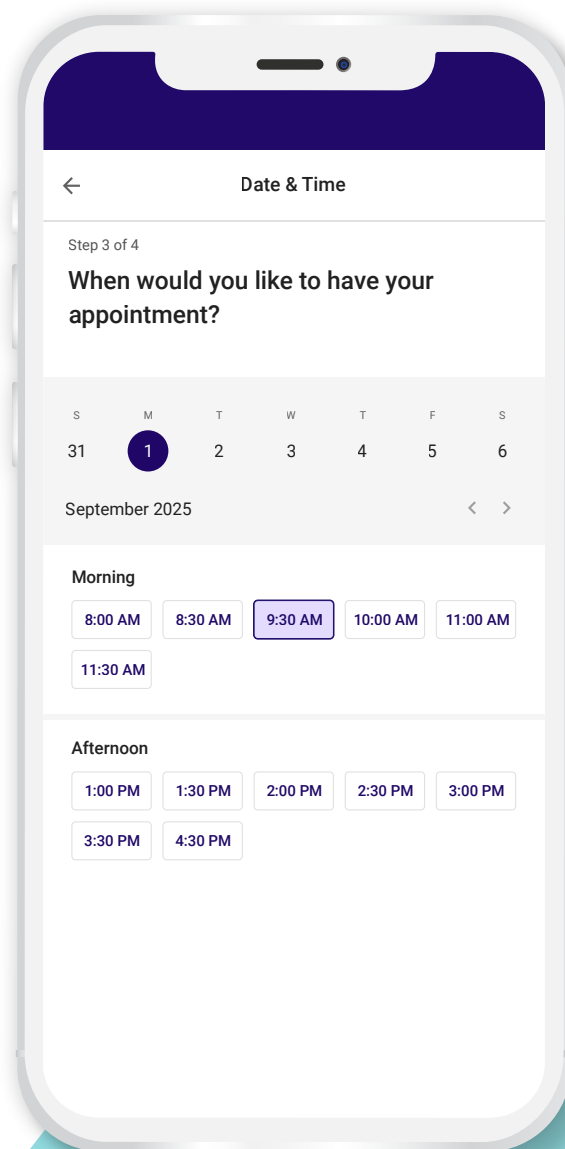 Date & Time
Step 3 of 4
When would you like to have your
appointment?
S M T W T F S
31 1 2 3 4 5 6
September 2025
Morning
8:00 AM 8:30 AM 9:30 AM 10:00 AM 11:00 AM
11:30 AM
Afternoon
1:00 PM 1:30 PM 2:00 PM 2:30 PM 3:00 PM
3:30 PM 4:30 PM